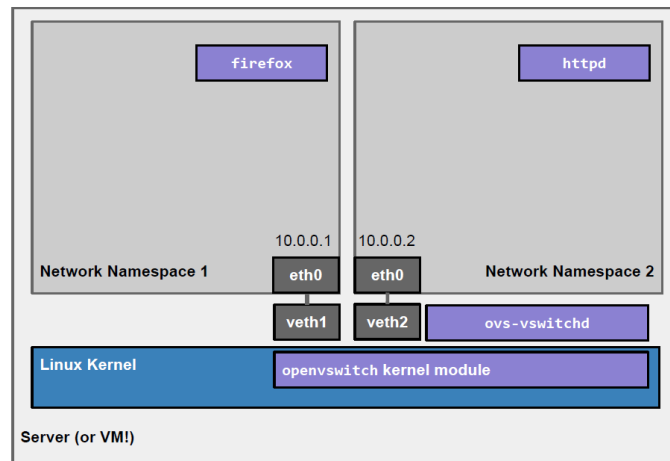 firefox
httpd
10.0.0.1
10.0.0.2
Network Namespace 1
eth0
eth0
Network Namespace 2
veth1
veth2
ovs-vswitchd
Linux Kernel
openvswitch kernel module
Server (or VM!)